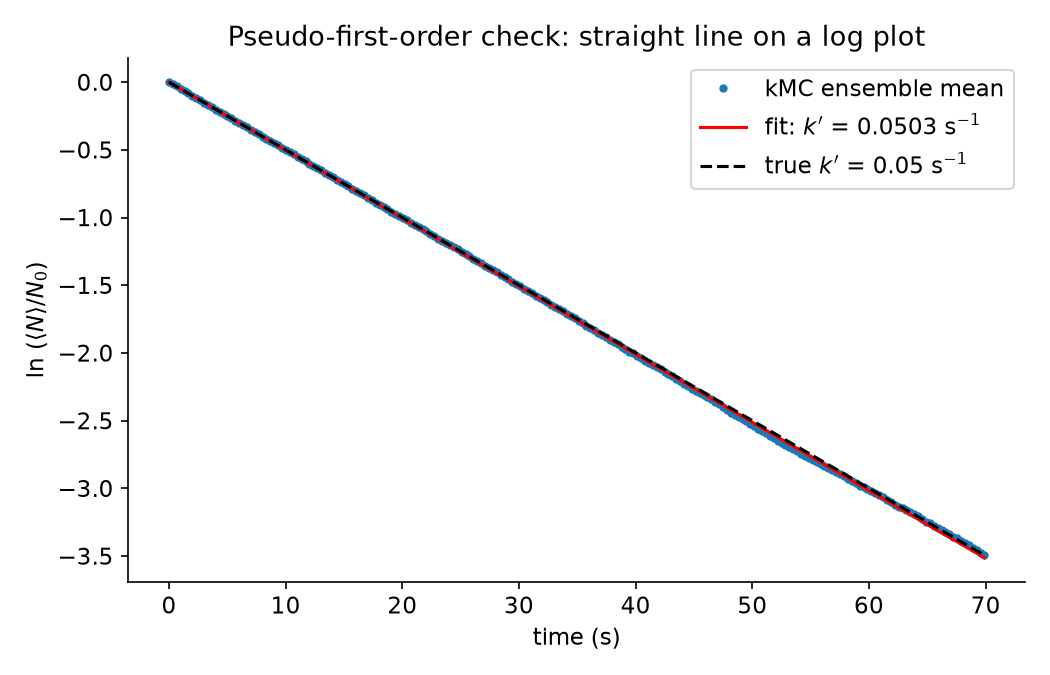 Pseudo-first-order check: straight line on a log plot
kMC ensemble mean
fit: k′ = 0.0503 s⁻¹
true k′ = 0.05 s⁻¹
ln (⟨N⟩/N₀)
0.0
−0.5
−1.0
−1.5
−2.0
−2.5
−3.0
−3.5
0 10 20 30 40 50 60 70
time (s)